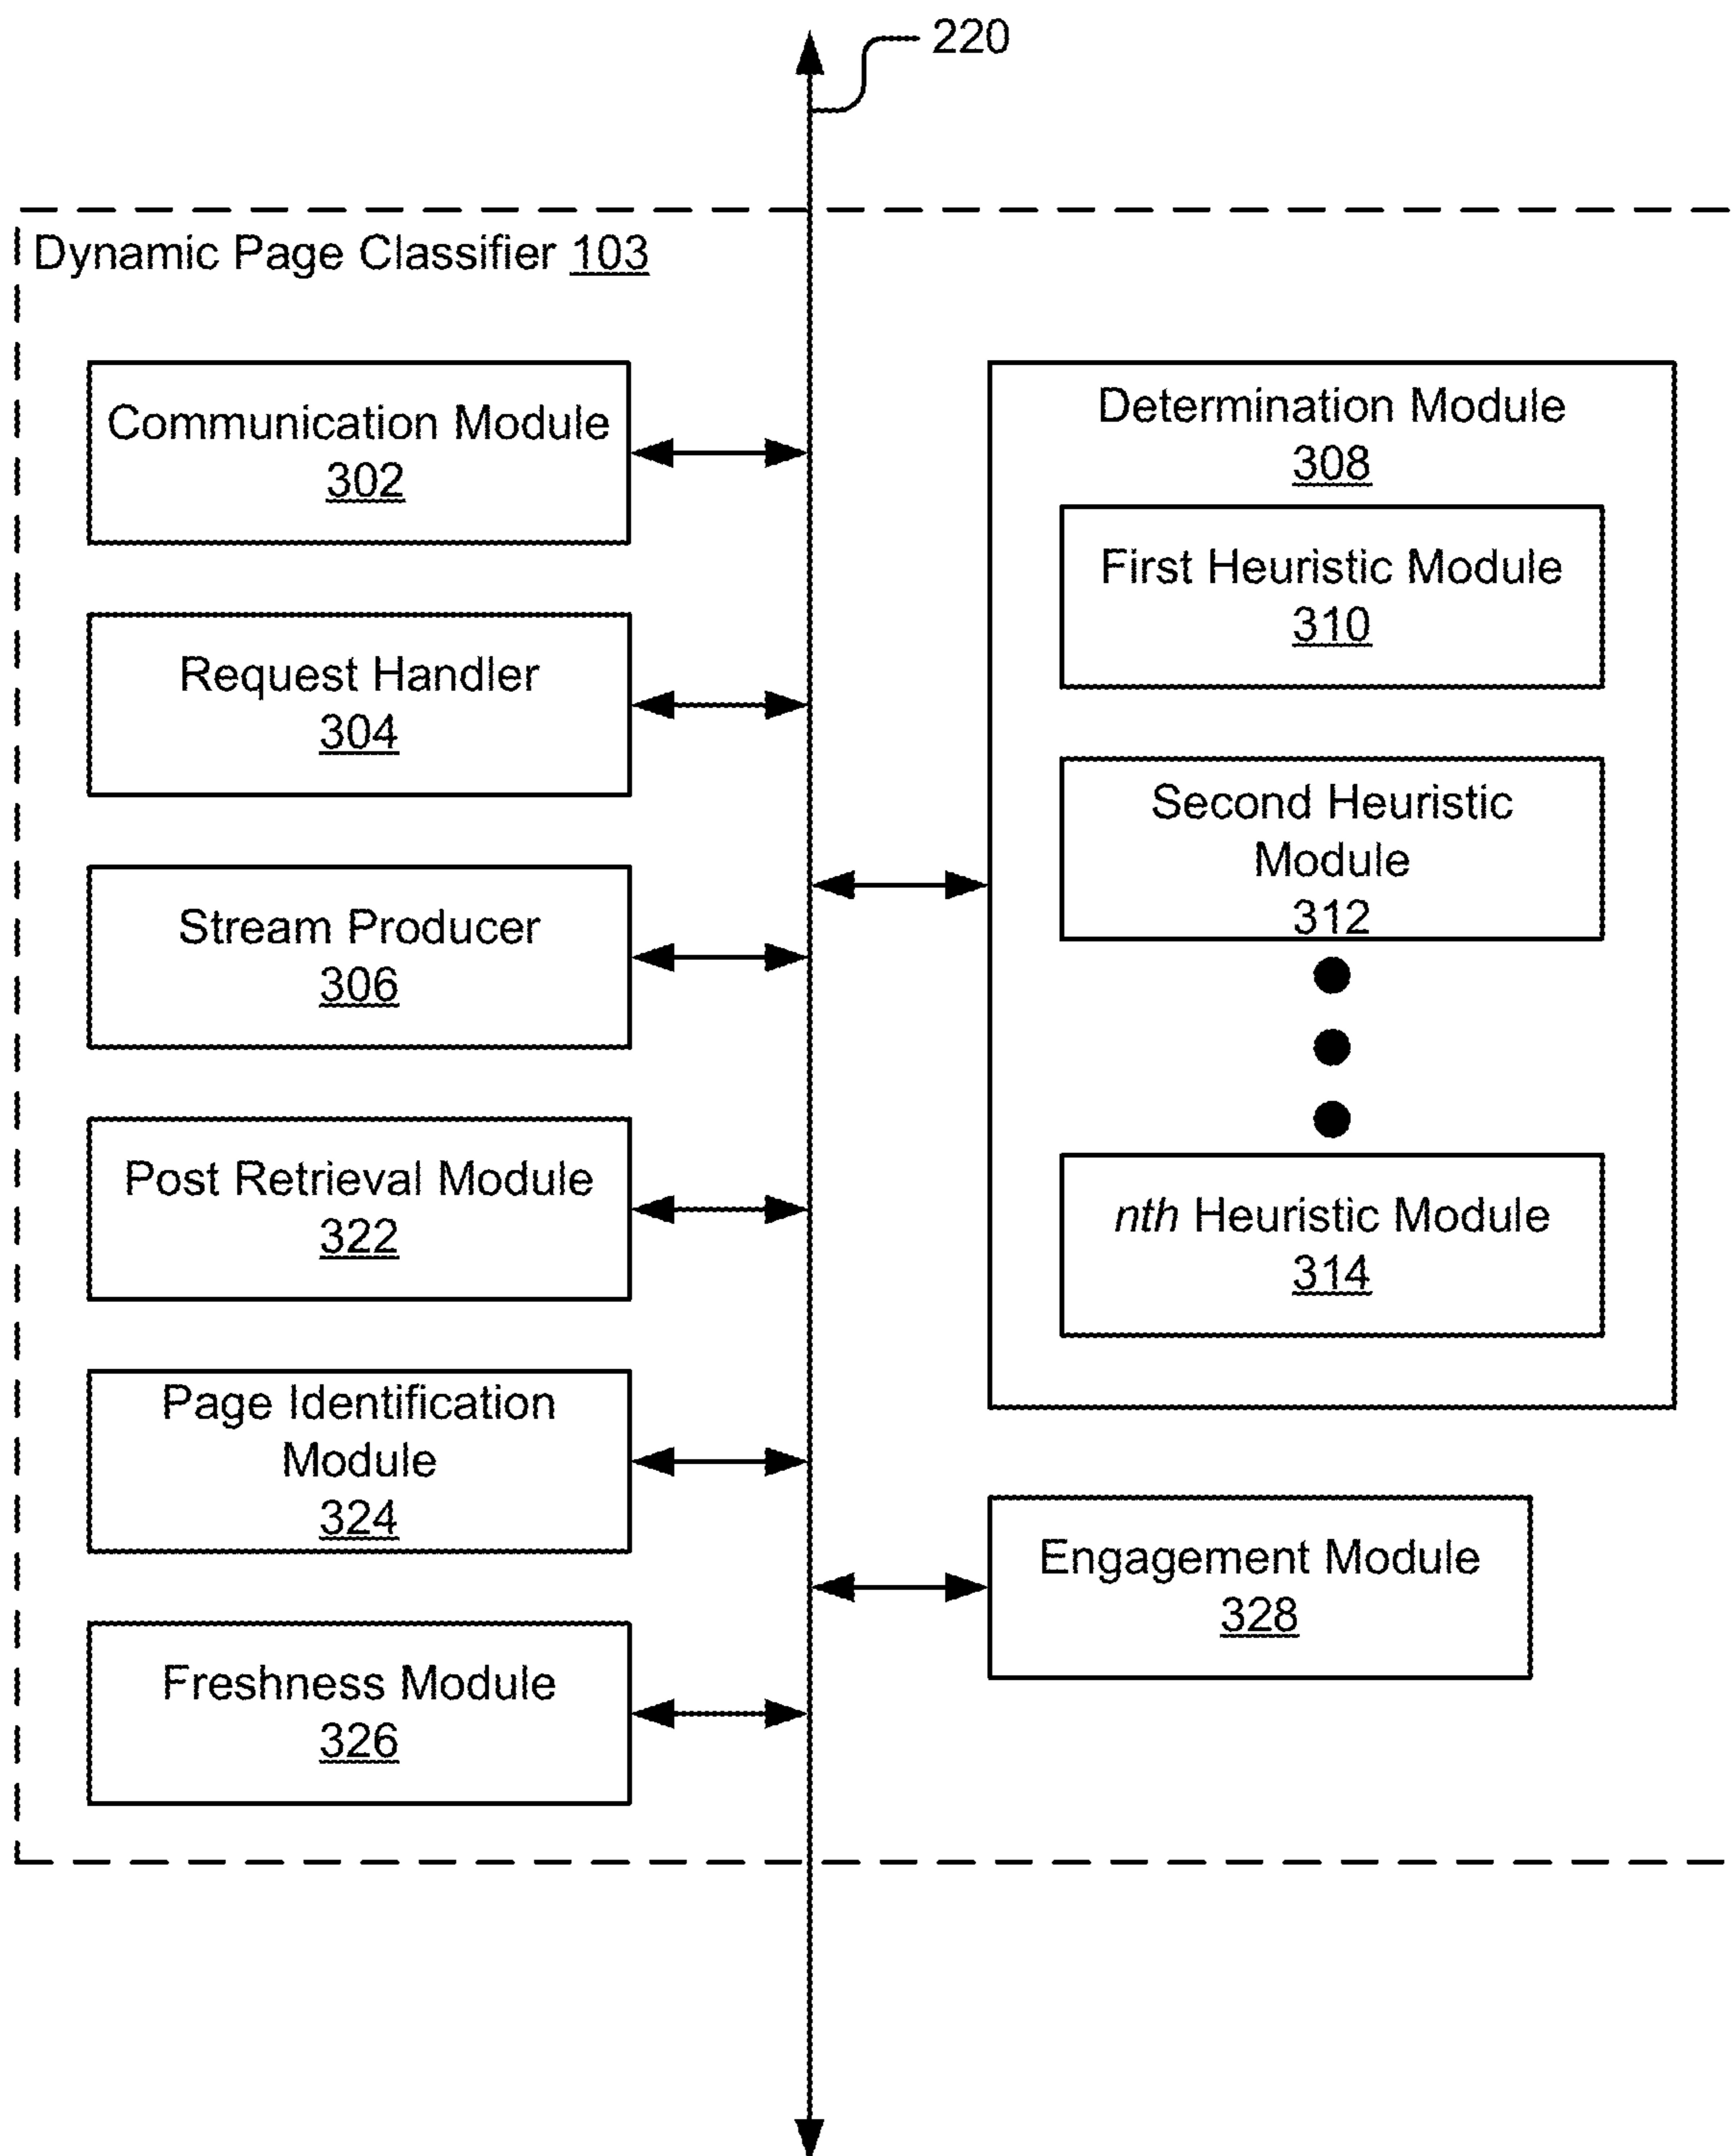 220
Dynamic Page Classifier 103
Communication Module
302
Request Handler
304
Stream Producer
306
Post Retrieval Module
322
Page Identification
Module
324
Freshness Module
326
Determination Module
308
First Heuristic Module
310
Second Heuristic
Module
312
nth Heuristic Module
314
Engagement Module
328